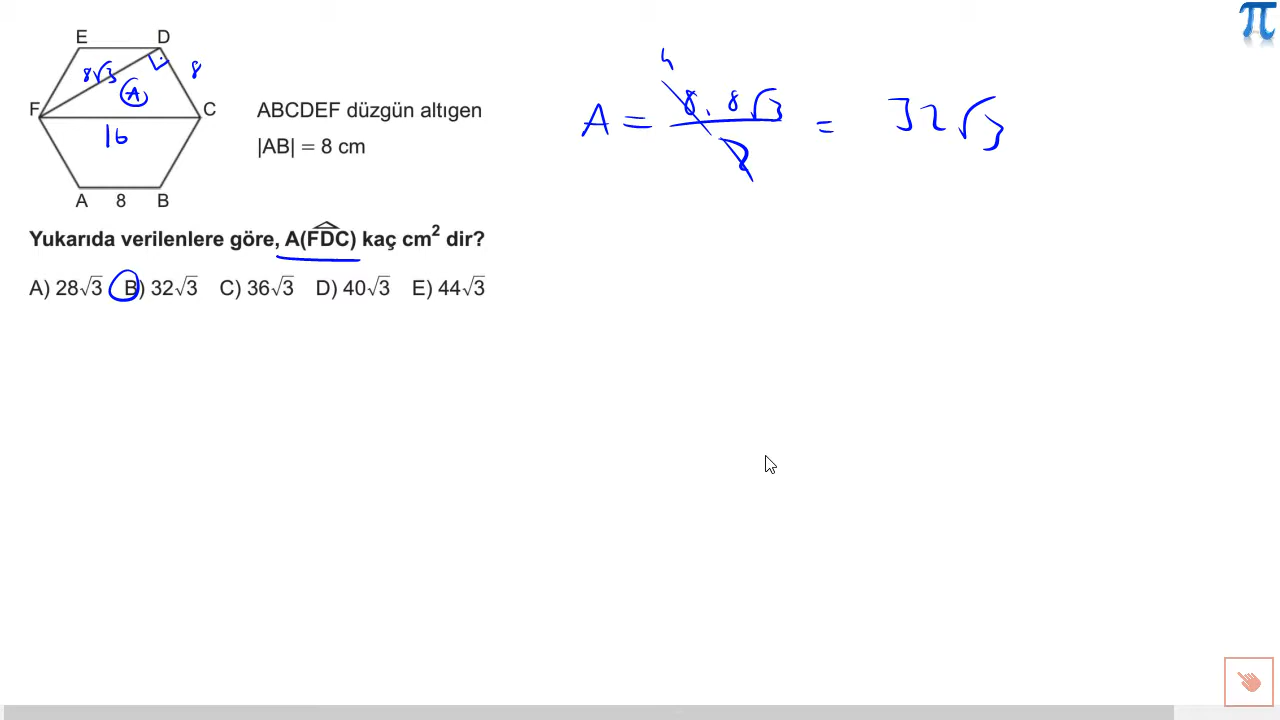 E D
8√3 8
A
F C
16
A 8 B
ABCDEF düzgün altıgen
|AB| = 8 cm
Yukarıda verilenlere göre, A(FDC) kaç cm² dir?
A) 28√3 B) 32√3 C) 36√3 D) 40√3 E) 44√3
4
A = 8 . 8√3 / 2 = 32√3
π